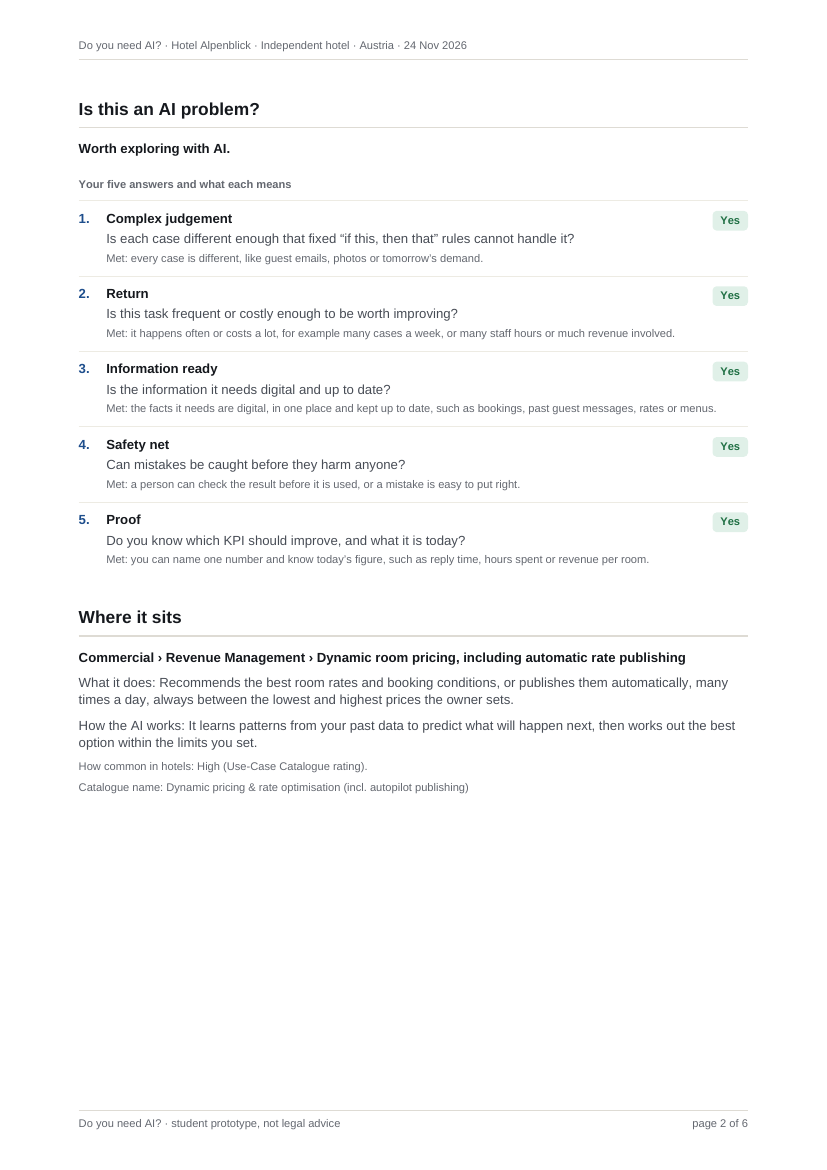 Do you need AI? · Hotel Alpenblick · Independent hotel · Austria · 24 Nov 2026
Is this an AI problem?
Worth exploring with AI.
Your five answers and what each means
1. Complex judgement Yes
Is each case different enough that fixed “if this, then that” rules cannot handle it?
Met: every case is different, like guest emails, photos or tomorrow’s demand.
2. Return Yes
Is this task frequent or costly enough to be worth improving?
Met: it happens often or costs a lot, for example many cases a week, or many staff hours or much revenue involved.
3. Information ready Yes
Is the information it needs digital and up to date?
Met: the facts it needs are digital, in one place and kept up to date, such as bookings, past guest messages, rates or menus.
4. Safety net Yes
Can mistakes be caught before they harm anyone?
Met: a person can check the result before it is used, or a mistake is easy to put right.
5. Proof Yes
Do you know which KPI should improve, and what it is today?
Met: you can name one number and know today’s figure, such as reply time, hours spent or revenue per room.
Where it sits
Commercial › Revenue Management › Dynamic room pricing, including automatic rate publishing
What it does: Recommends the best room rates and booking conditions, or publishes them automatically, many
times a day, always between the lowest and highest prices the owner sets.
How the AI works: It learns patterns from your past data to predict what will happen next, then works out the best
option within the limits you set.
How common in hotels: High (Use-Case Catalogue rating).
Catalogue name: Dynamic pricing & rate optimisation (incl. autopilot publishing)
Do you need AI? · student prototype, not legal advice page 2 of 6